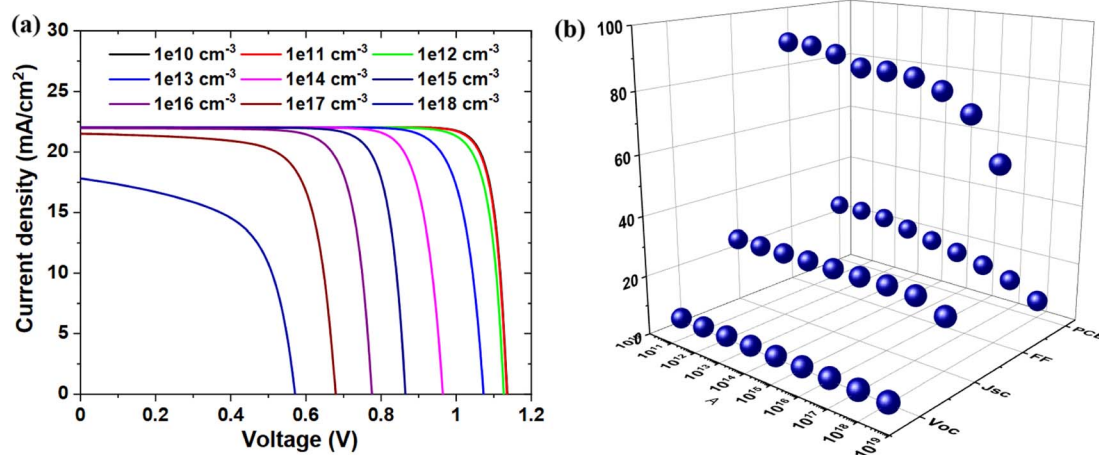 (a)
30
25
20
15
10
5
0
Current density (mA/cm²)
1e10 cm⁻³ 1e11 cm⁻³ 1e12 cm⁻³
1e13 cm⁻³ 1e14 cm⁻³ 1e15 cm⁻³
1e16 cm⁻³ 1e17 cm⁻³ 1e18 cm⁻³
0 0.2 0.4 0.6 0.8 1 1.2
Voltage (V)
(b)
100
80
60
40
20
10¹¹
10¹²
10¹³
10¹⁴
10¹⁵
10¹⁶
10¹⁷
10¹⁸
10¹⁹
A
Voc
Jsc
FF